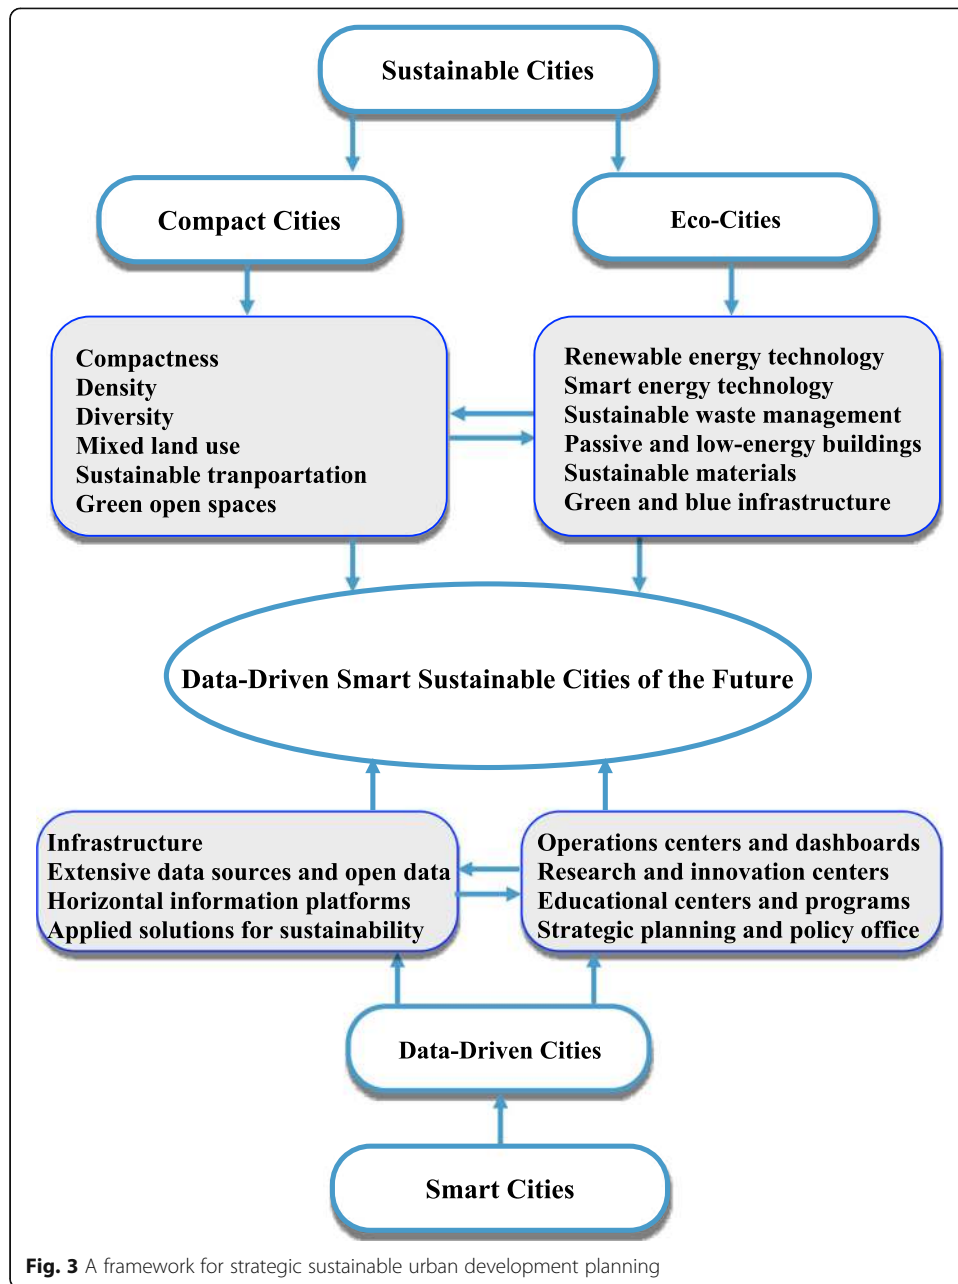 Sustainable Cities
Compact Cities
Eco-Cities
Compactness
Density
Diversity
Mixed land use
Sustainable tranpoartation
Green open spaces
Renewable energy technology
Smart energy technology
Sustainable waste management
Passive and low-energy buildings
Sustainable materials
Green and blue infrastructure
Data-Driven Smart Sustainable Cities of the Future
Infrastructure
Extensive data sources and open data
Horizontal information platforms
Applied solutions for sustainability
Operations centers and dashboards
Research and innovation centers
Educational centers and programs
Strategic planning and policy office
Data-Driven Cities
Smart Cities
Fig. 3 A framework for strategic sustainable urban development planning